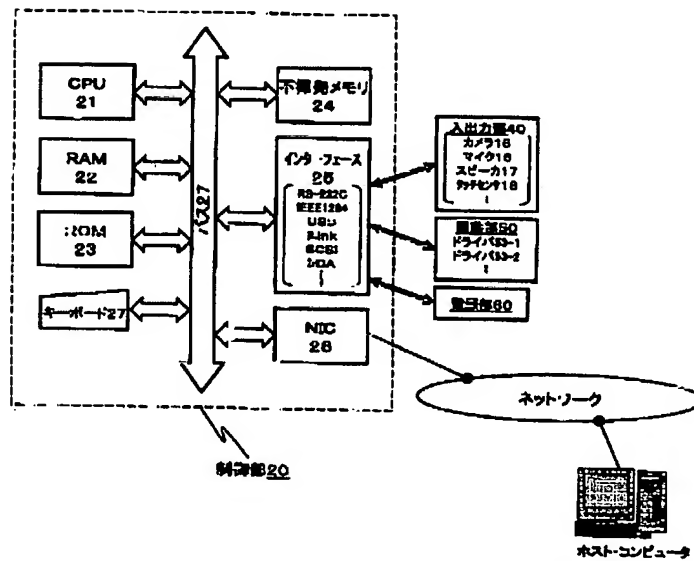 CPU
21
不揮発メモリ
24
RAM
22
ROM
23
キーボード27
バス27
インタ・フェース
25
RS-232C
IEEE1284
USB
i-link
SCSI
IrDA
NIC
26
入出力部40
カメラ15
マイク16
スピーカ17
タッチセンサ18
駆動部50
ドライバ53-1
ドライバ53-2
電源部60
ネットワーク
制御部20
ホスト・コンピュータ